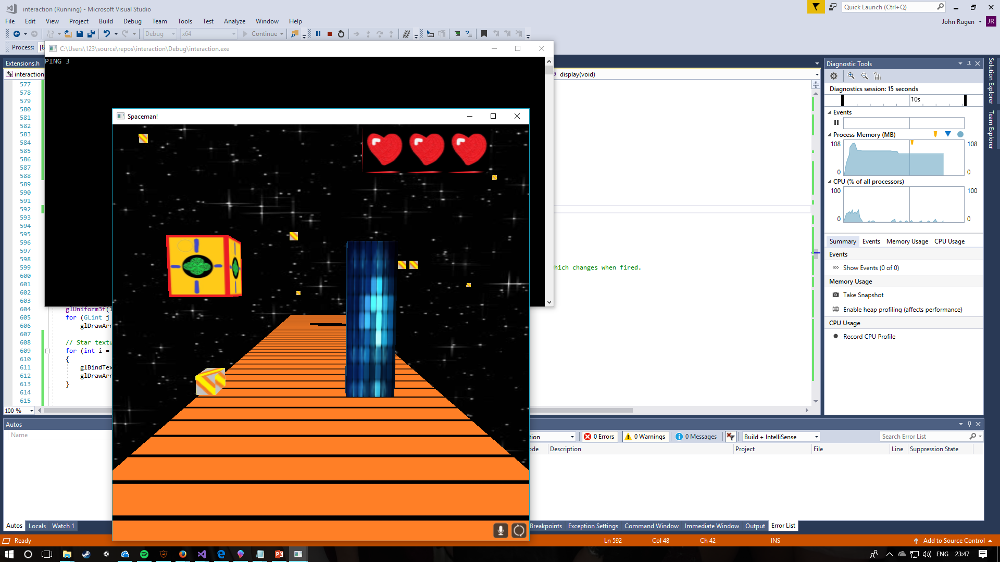 interaction (Running) - Microsoft Visual Studio
Quick Launch (Ctrl+Q)
File Edit View Project Build Debug Team Tools Test Analyze Window Help
John Rugen JR
Debug x64 Continue
Process: [8
C:\Users\123\source\repos\interaction\Debug\interaction.exe
PING 3
Extensions.h
interaction
display(void)
Spaceman!
577
578
579
580
581
582
583
584
585
586
587
588
589
590
591
592
593
594
595
596
597
598
599
hich changes when fired.
600
601
602
603
604 glUniform3f(1
605 for (GLint j
606 glDrawArr
607
608 // Star textu
609 for (int i =
610 {
611 glBindTex
612 glDrawArr
613 }
614
615
100 %
Diagnostic Tools
Diagnostics session: 15 seconds
10s
Events
Process Memory (MB)
108 108
0 0
CPU (% of all processors)
100 100
0 0
Summary Events Memory Usage CPU Usage
Events
Show Events (0 of 0)
Memory Usage
Take Snapshot
Enable heap profiling (affects performance)
CPU Usage
Record CPU Profile
Solution Explorer
Team Explorer
Autos
Name
tion 0 Errors 0 Warnings 0 Messages Build + IntelliSense Search Error List
ode Description Project File Line Suppression State
Autos Locals Watch 1
Breakpoints Exception Settings Command Window Immediate Window Output Error List
Ready Ln 592 Col 48 Ch 42 INS Add to Source Control
ENG 23:47